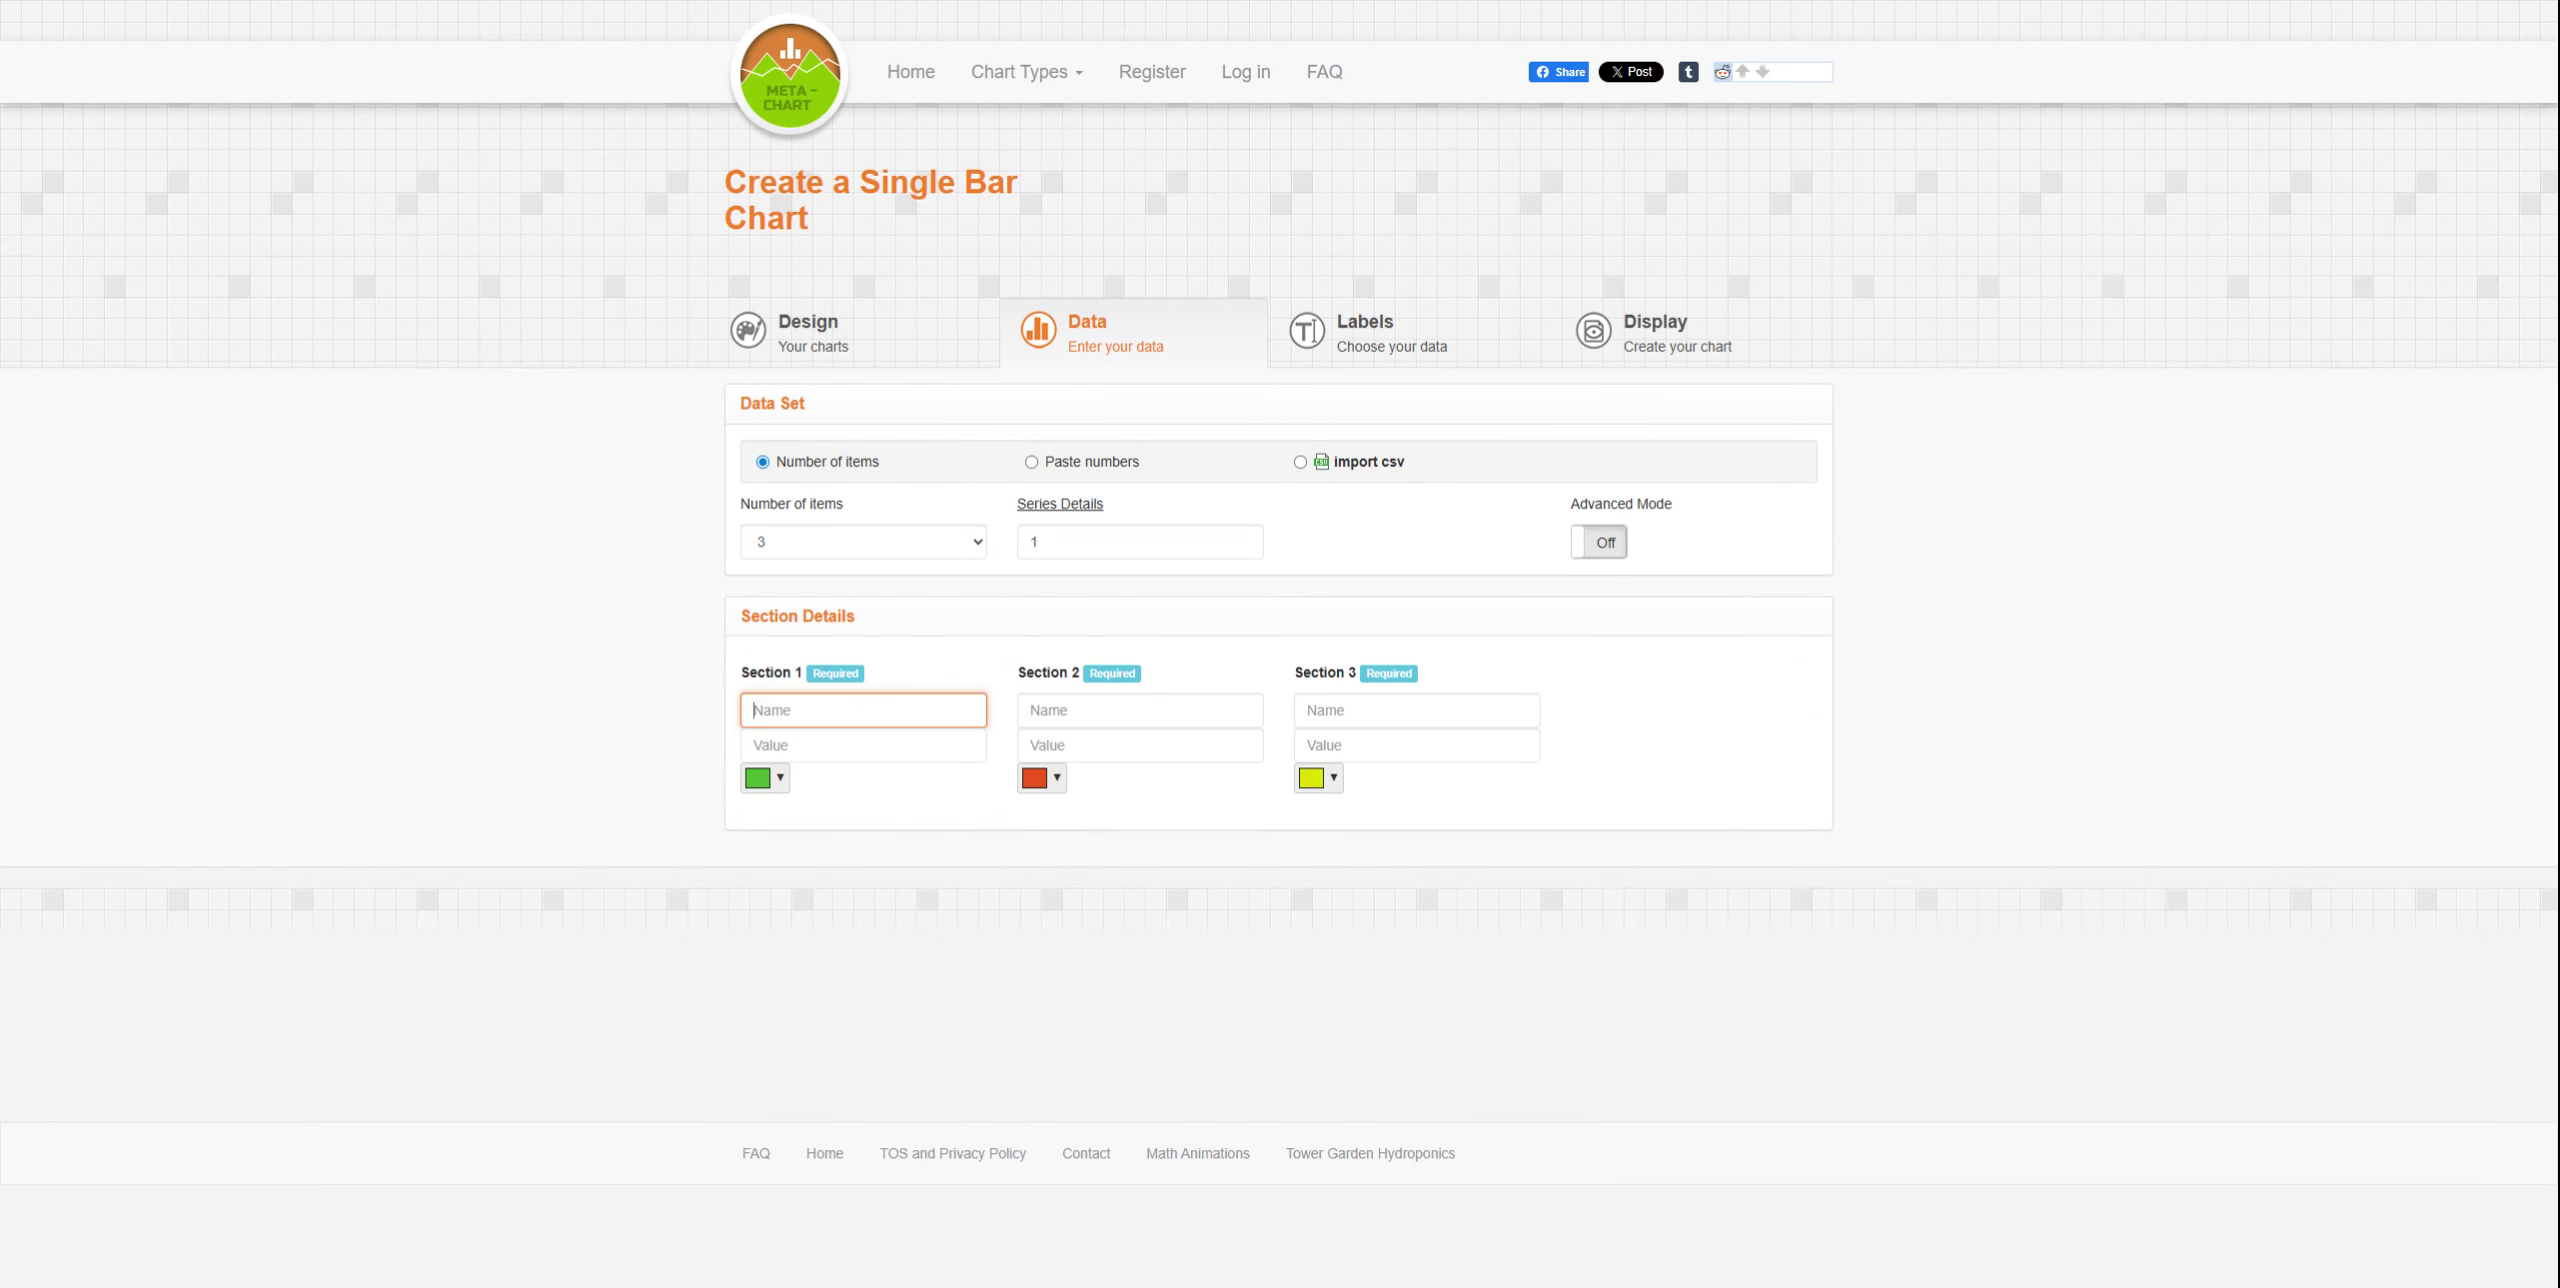 META -
CHART
Home
Chart Types
Register
Log in
FAQ
Share
Post
t
Create a Single Bar
Chart
Design
Your charts
Data
Enter your data
Labels
Choose your data
Display
Create your chart
Data Set
Number of items
Paste numbers
import csv
Number of items
Series Details
Advanced Mode
3
1
Off
Section Details
Section 1 Required
Section 2 Required
Section 3 Required
Name
Name
Name
Value
Value
Value
FAQ
Home
TOS and Privacy Policy
Contact
Math Animations
Tower Garden Hydroponics